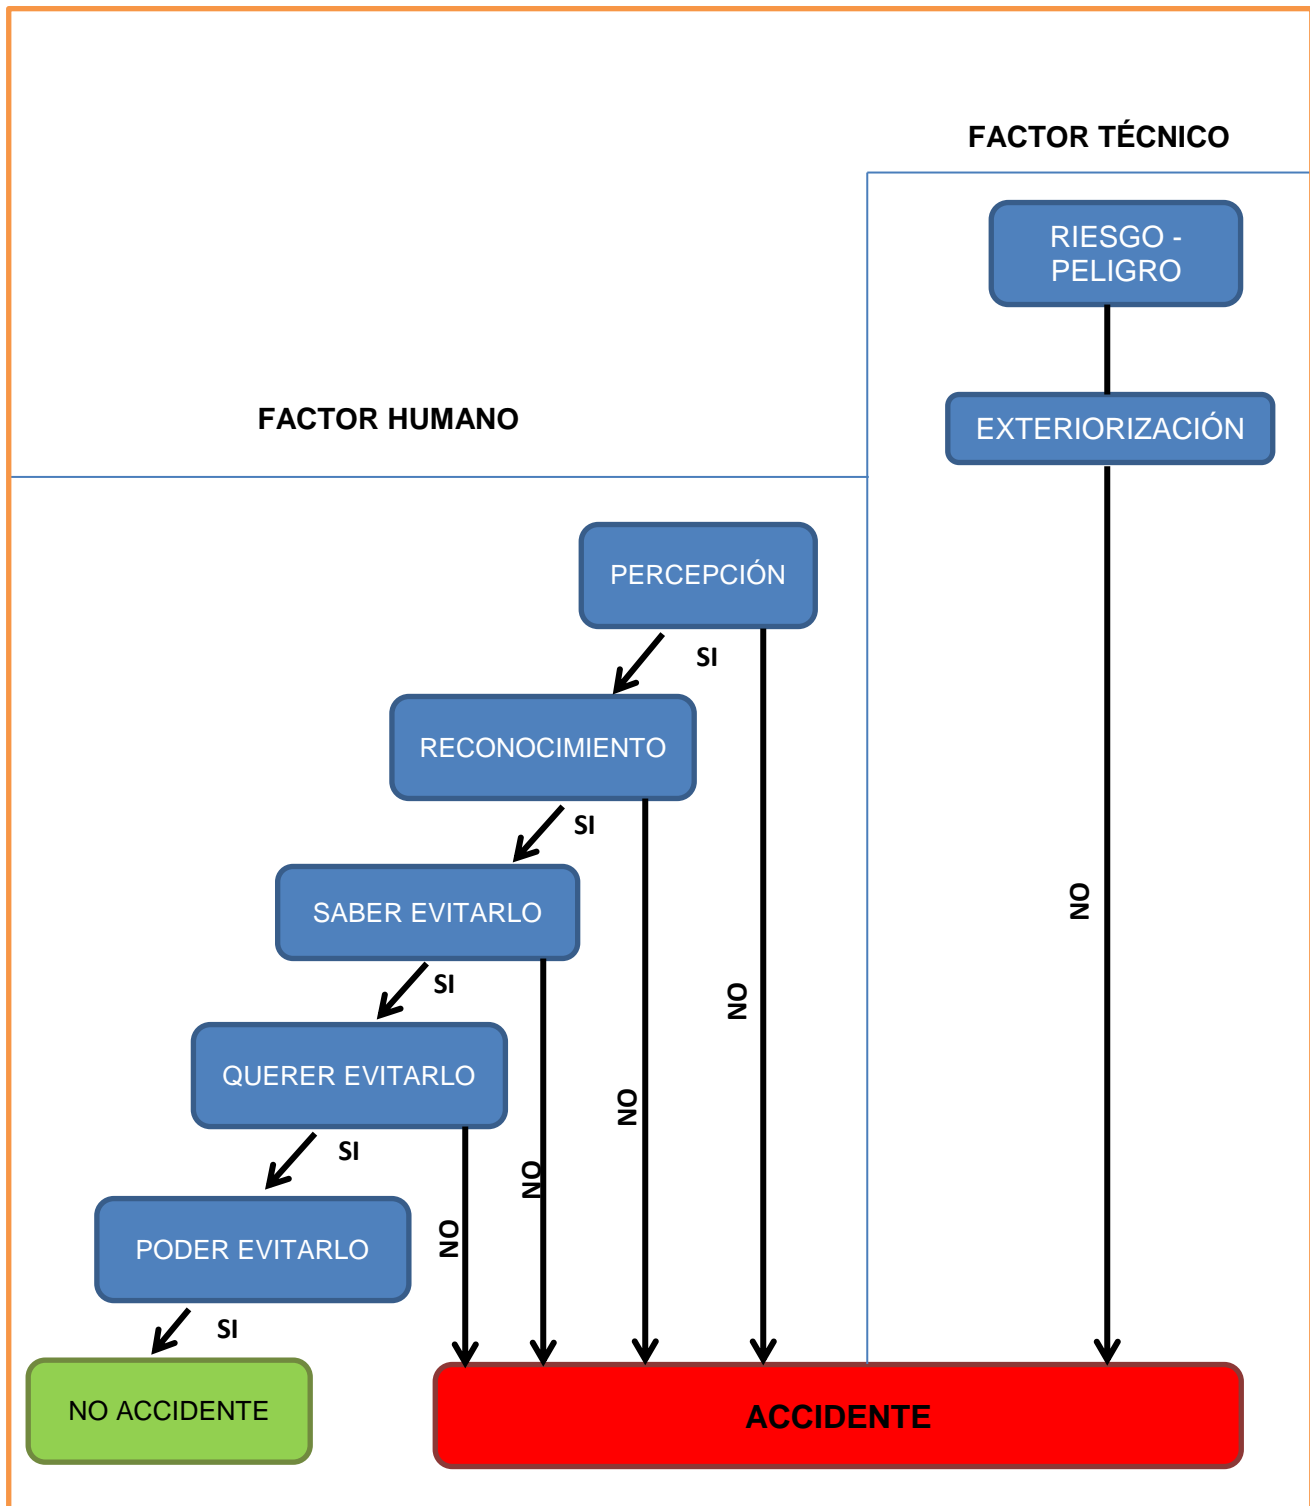 FACTOR TÉCNICO
RIESGO -
PELIGRO
EXTERIORIZACIÓN
FACTOR HUMANO
PERCEPCIÓN
SI
RECONOCIMIENTO
SI
SABER EVITARLO
NO
SI
NO
QUERER EVITARLO
NO
SI
NO
PODER EVITARLO
NO
SI
NO ACCIDENTE
ACCIDENTE